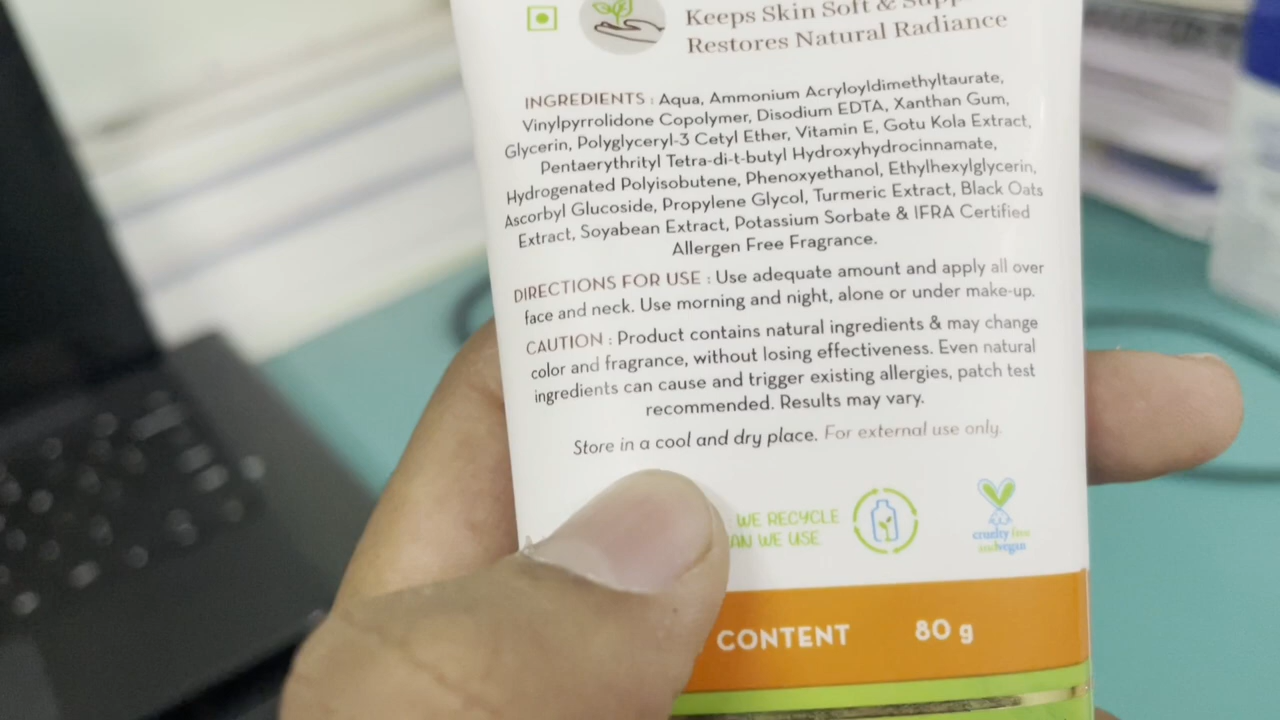 Keeps Skin Soft &
Restores Natural Radiance
INGREDIENTS : Aqua, Ammonium Acryloyldimethyltaurate,
Vinylpyrrolidone Copolymer, Disodium EDTA, Xanthan Gum,
Glycerin, Polyglyceryl-3 Cetyl Ether, Vitamin E, Gotu Kola Extract,
Pentaerythrityl Tetra-di-t-butyl Hydroxyhydrocinnamate,
Hydrogenated Polyisobutene, Phenoxyethanol, Ethylhexylglycerin,
Ascorbyl Glucoside, Propylene Glycol, Turmeric Extract, Black Oats
Extract, Soyabean Extract, Potassium Sorbate & IFRA Certified
Allergen Free Fragrance.
DIRECTIONS FOR USE : Use adequate amount and apply all over
face and neck. Use morning and night, alone or under make-up.
CAUTION : Product contains natural ingredients & may change
color and fragrance, without losing effectiveness. Even natural
ingredients can cause and trigger existing allergies, patch test
recommended. Results may vary.
Store in a cool and dry place. For external use only.
WE RECYCLE
WE USE
cruelty free
and vegan
CONTENT 80 g